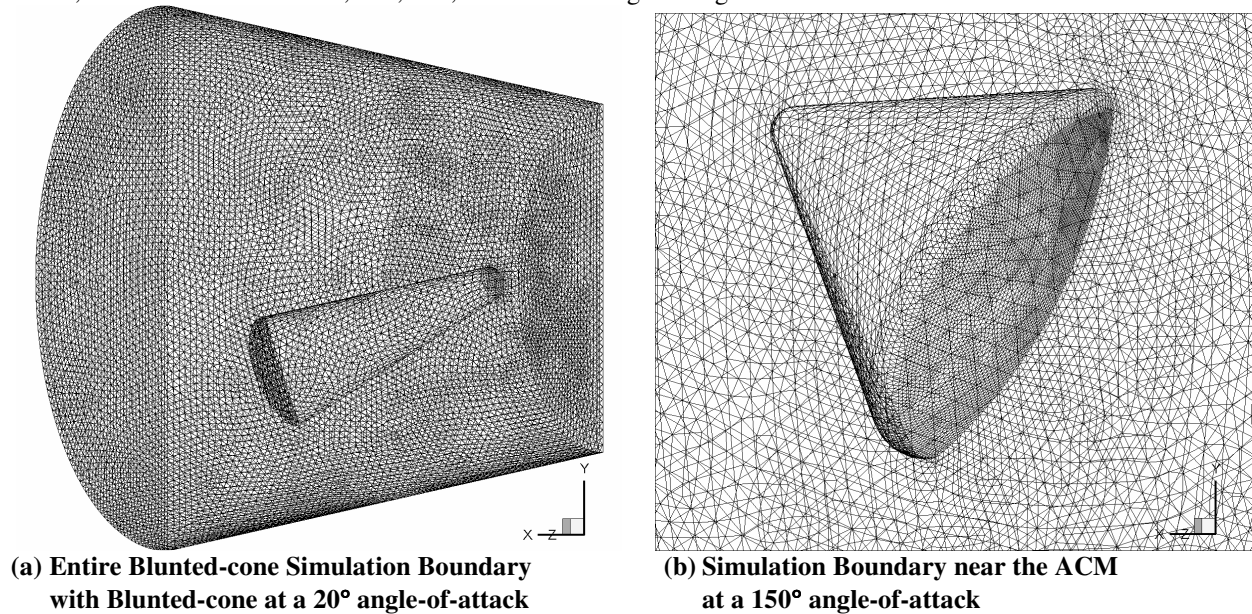 Y
X Z
Y
X Z
(a) Entire Blunted-cone Simulation Boundary
with Blunted-cone at a 20° angle-of-attack
(b) Simulation Boundary near the ACM
at a 150° angle-of-attack